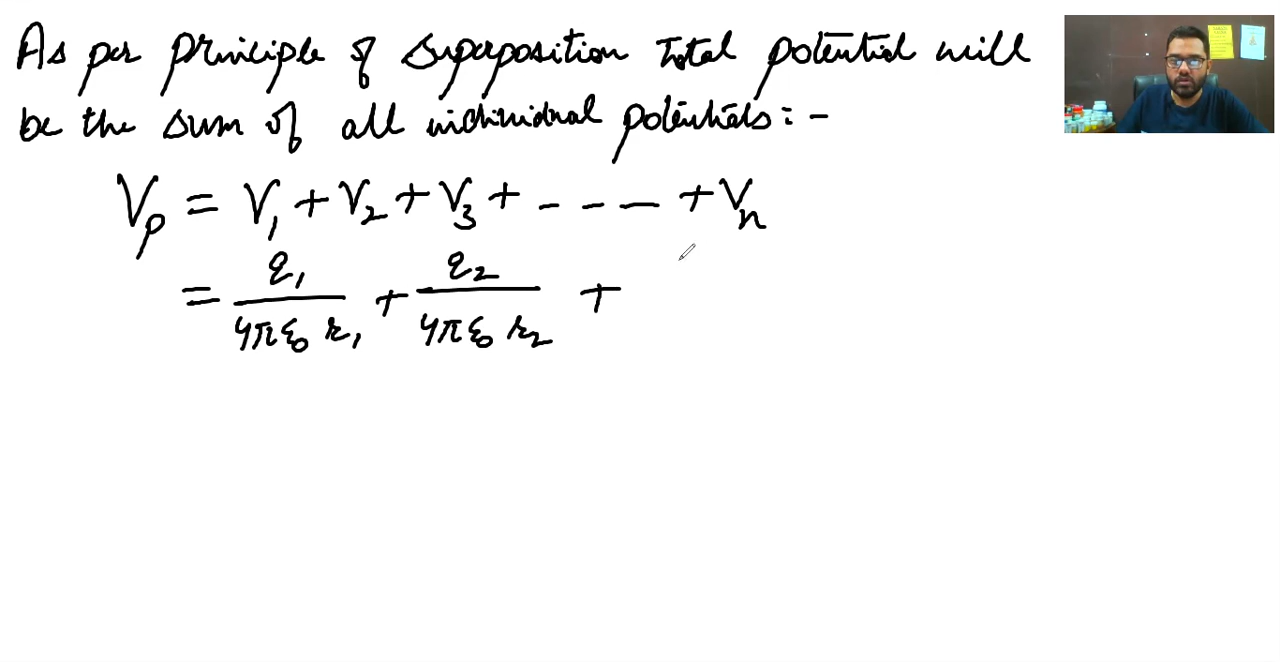 As per principle of superposition total potential will
be the sum of all individual potentials:-
Vp = V₁ + V₂ + V₃ + - - - + Vn
= q₁/4πε₀ r₁ + q₂/4πε₀ r₂ +